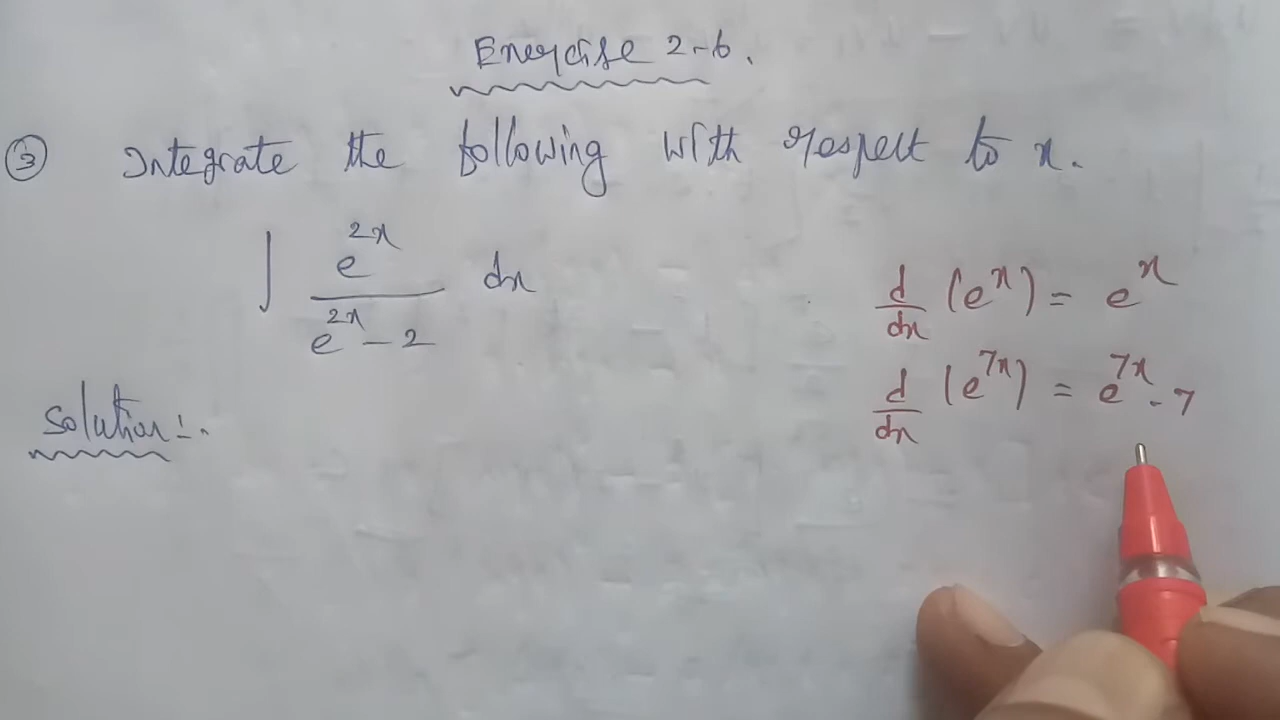 Exercise 2-6.
③ Integrate the following with respect to x.
∫ e^{2x} / (e^{2x} - 2) dx
d/dx (e^x) = e^x
d/dx (e^{7x}) = e^{7x} . 7
Solution:.